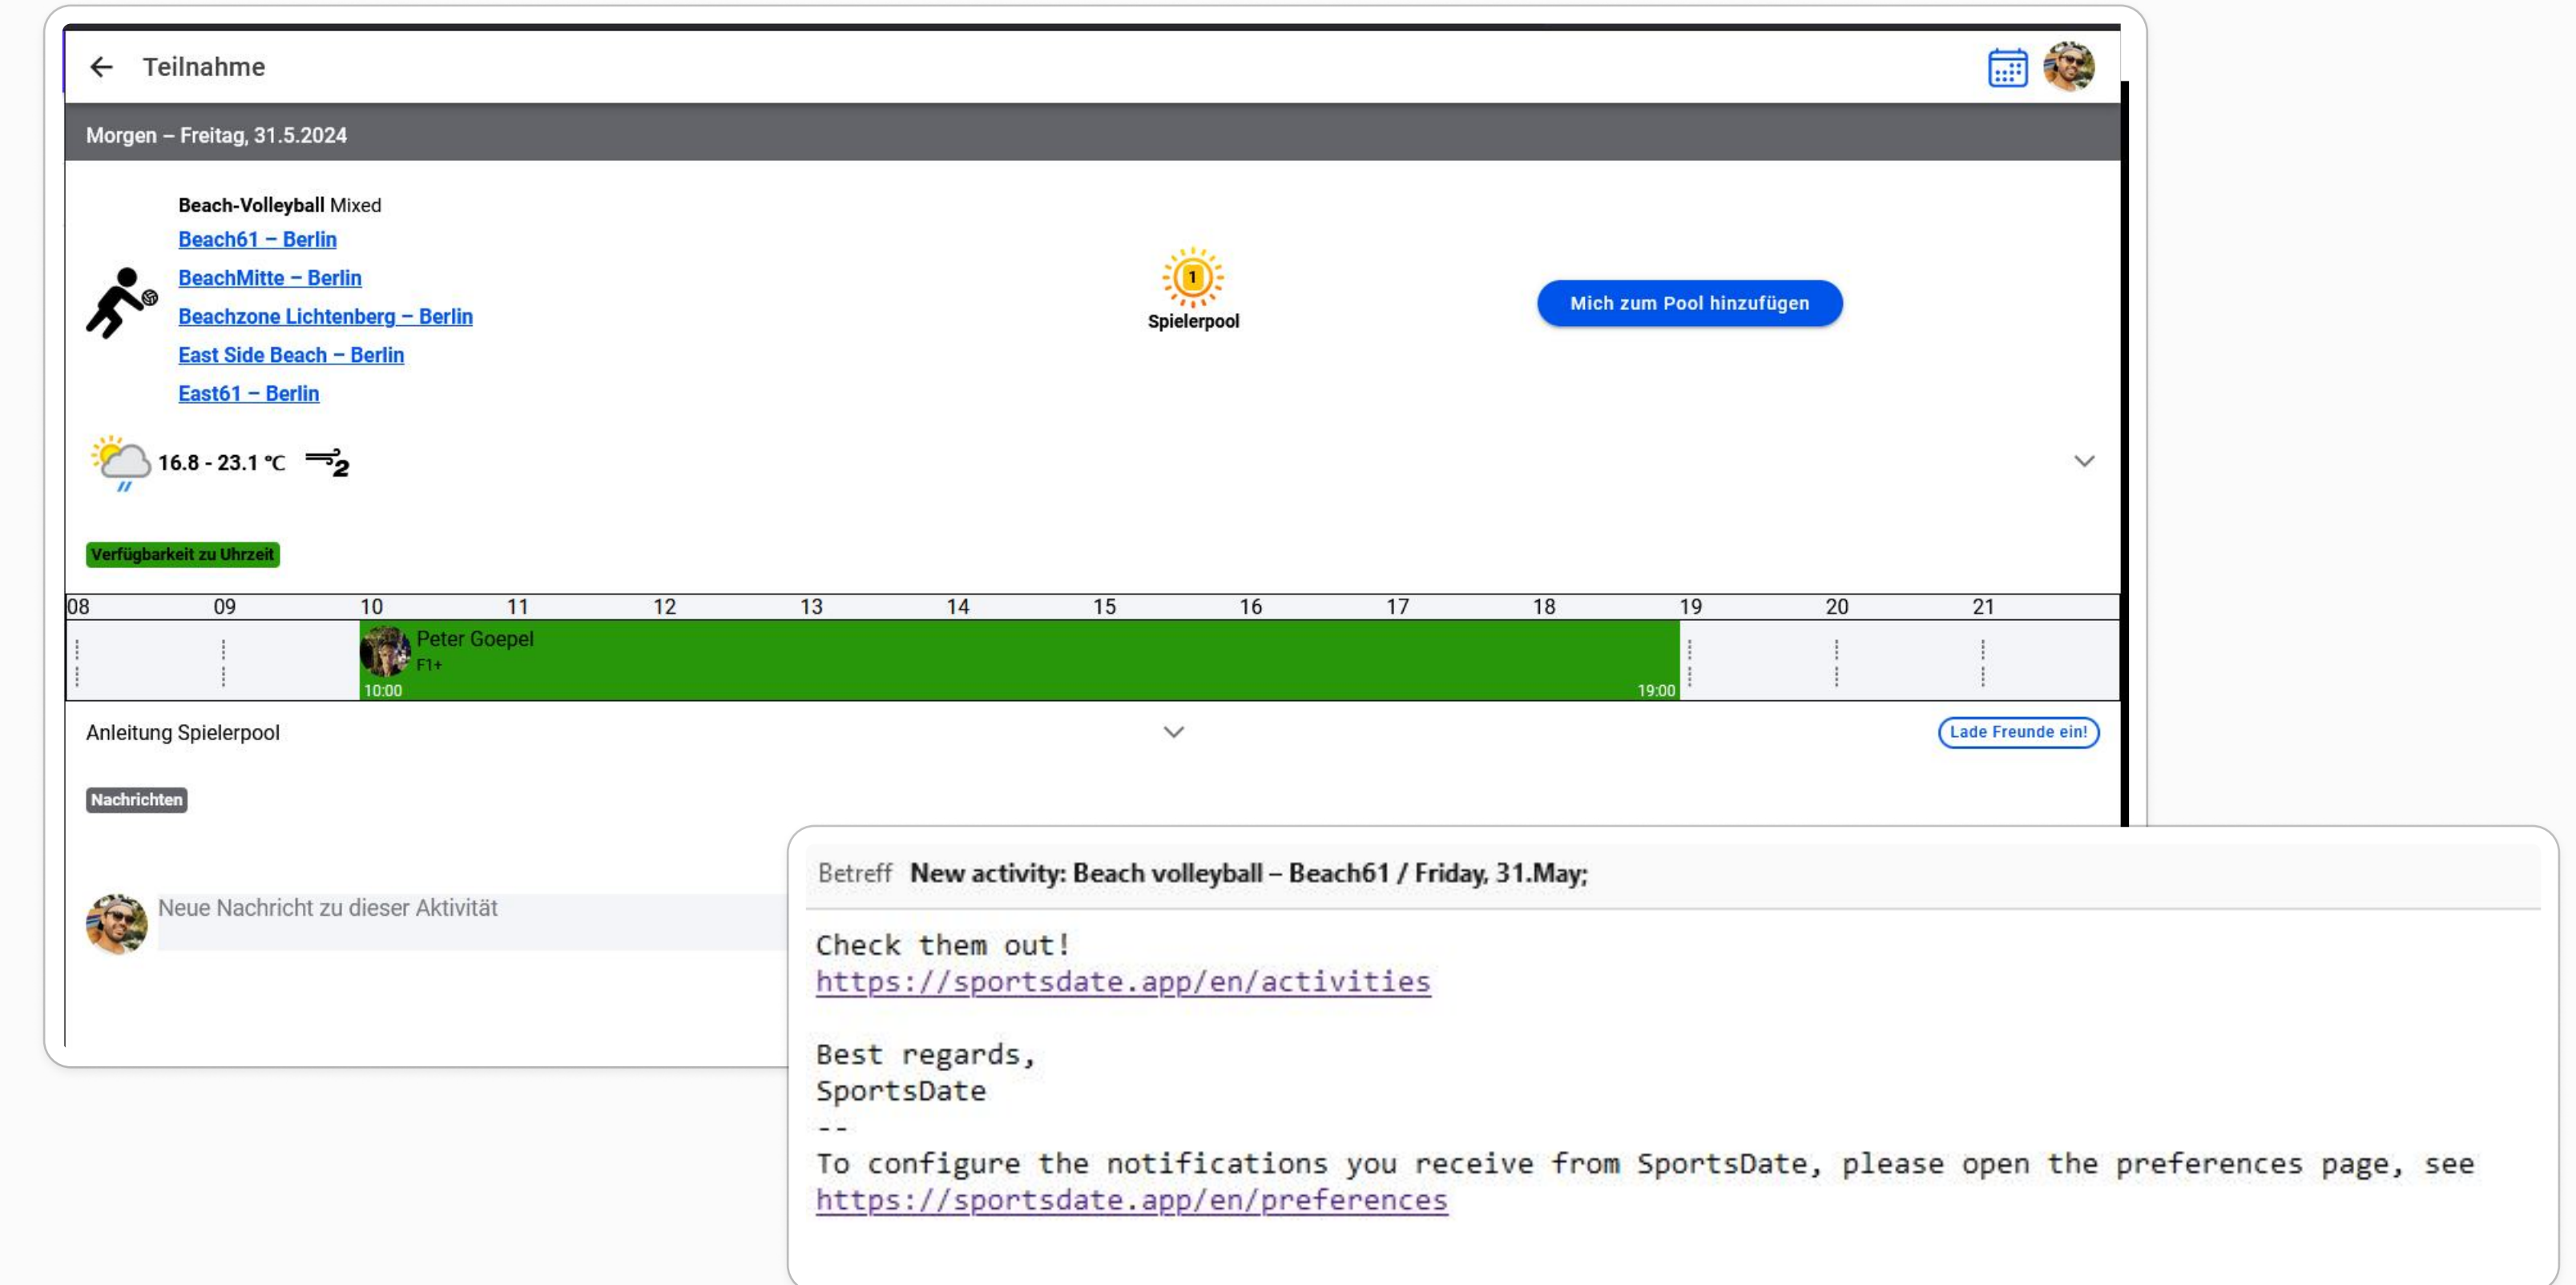 Teilnahme
Morgen – Freitag, 31.5.2024
Beach-Volleyball Mixed
Beach61 – Berlin
BeachMitte – Berlin
Beachzone Lichtenberg – Berlin
East Side Beach – Berlin
East61 – Berlin
1
Spielerpool
Mich zum Pool hinzufügen
16.8 - 23.1 °C 2
Verfügbarkeit zu Uhrzeit
08 09 10 11 12 13 14 15 16 17 18 19 20 21
Peter Goepel
F1+
10:00 19:00
Anleitung Spielerpool
Lade Freunde ein!
Nachrichten
Neue Nachricht zu dieser Aktivität
Betreff New activity: Beach volleyball – Beach61 / Friday, 31.May;
Check them out!
https://sportsdate.app/en/activities
Best regards,
SportsDate
--
To configure the notifications you receive from SportsDate, please open the preferences page, see
https://sportsdate.app/en/preferences